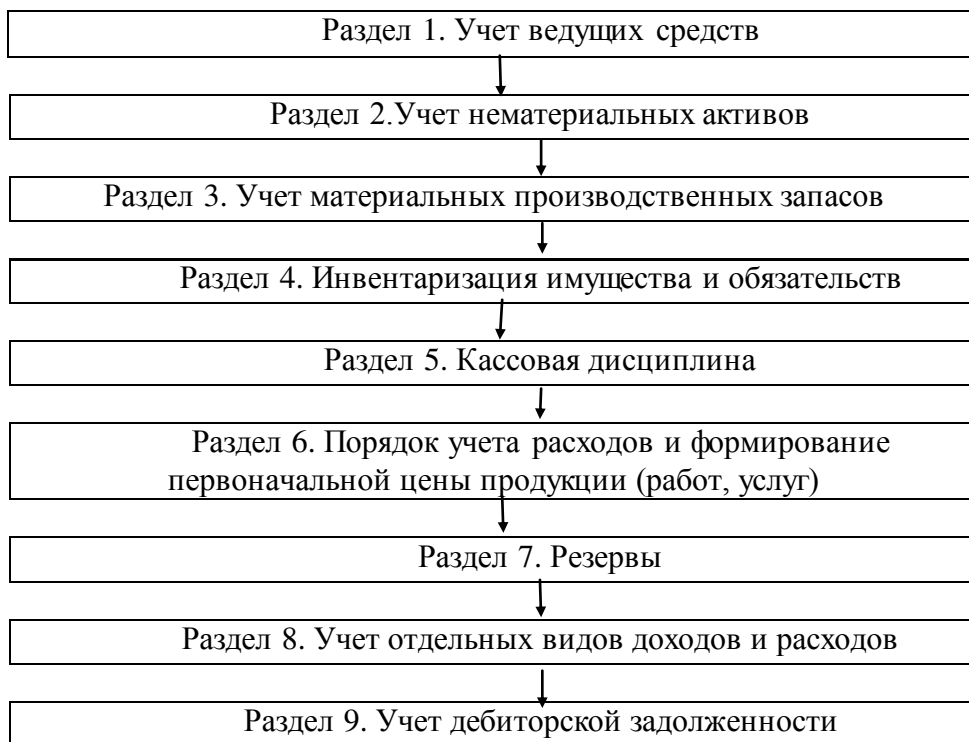 Раздел 1. Учет ведущих средств
Раздел 2.Учет нематериальных активов
Раздел 3. Учет материальных производственных запасов
Раздел 4. Инвентаризация имущества и обязательств
Раздел 5. Кассовая дисциплина
Раздел 6. Порядок учета расходов и формирование
первоначальной цены продукции (работ, услуг)
Раздел 7. Резервы
Раздел 8. Учет отдельных видов доходов и расходов
Раздел 9. Учет дебиторской задолженности